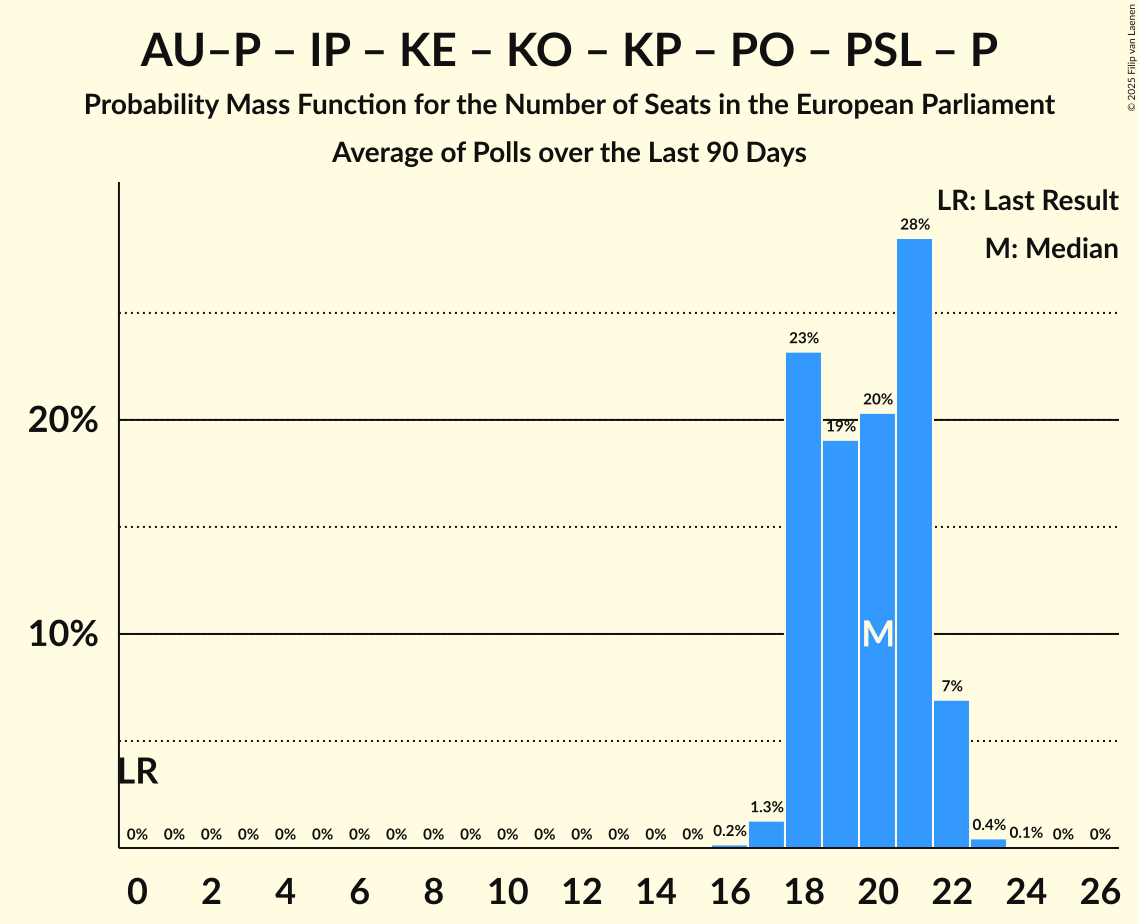 AU–P – IP – KE – KO – KP – PO – PSL – P
Probability Mass Function for the Number of Seats in the European Parliament
Average of Polls over the Last 90 Days
© 2025 Filip van Laenen
LR: Last Result
M: Median
28%
23%
20%
19%
20%
10%
M
7%
LR
1.3%
0% 0% 0% 0% 0% 0% 0% 0% 0% 0% 0% 0% 0% 0% 0% 0% 0.2% 0.4% 0.1% 0% 0%
0 2 4 6 8 10 12 14 16 18 20 22 24 26